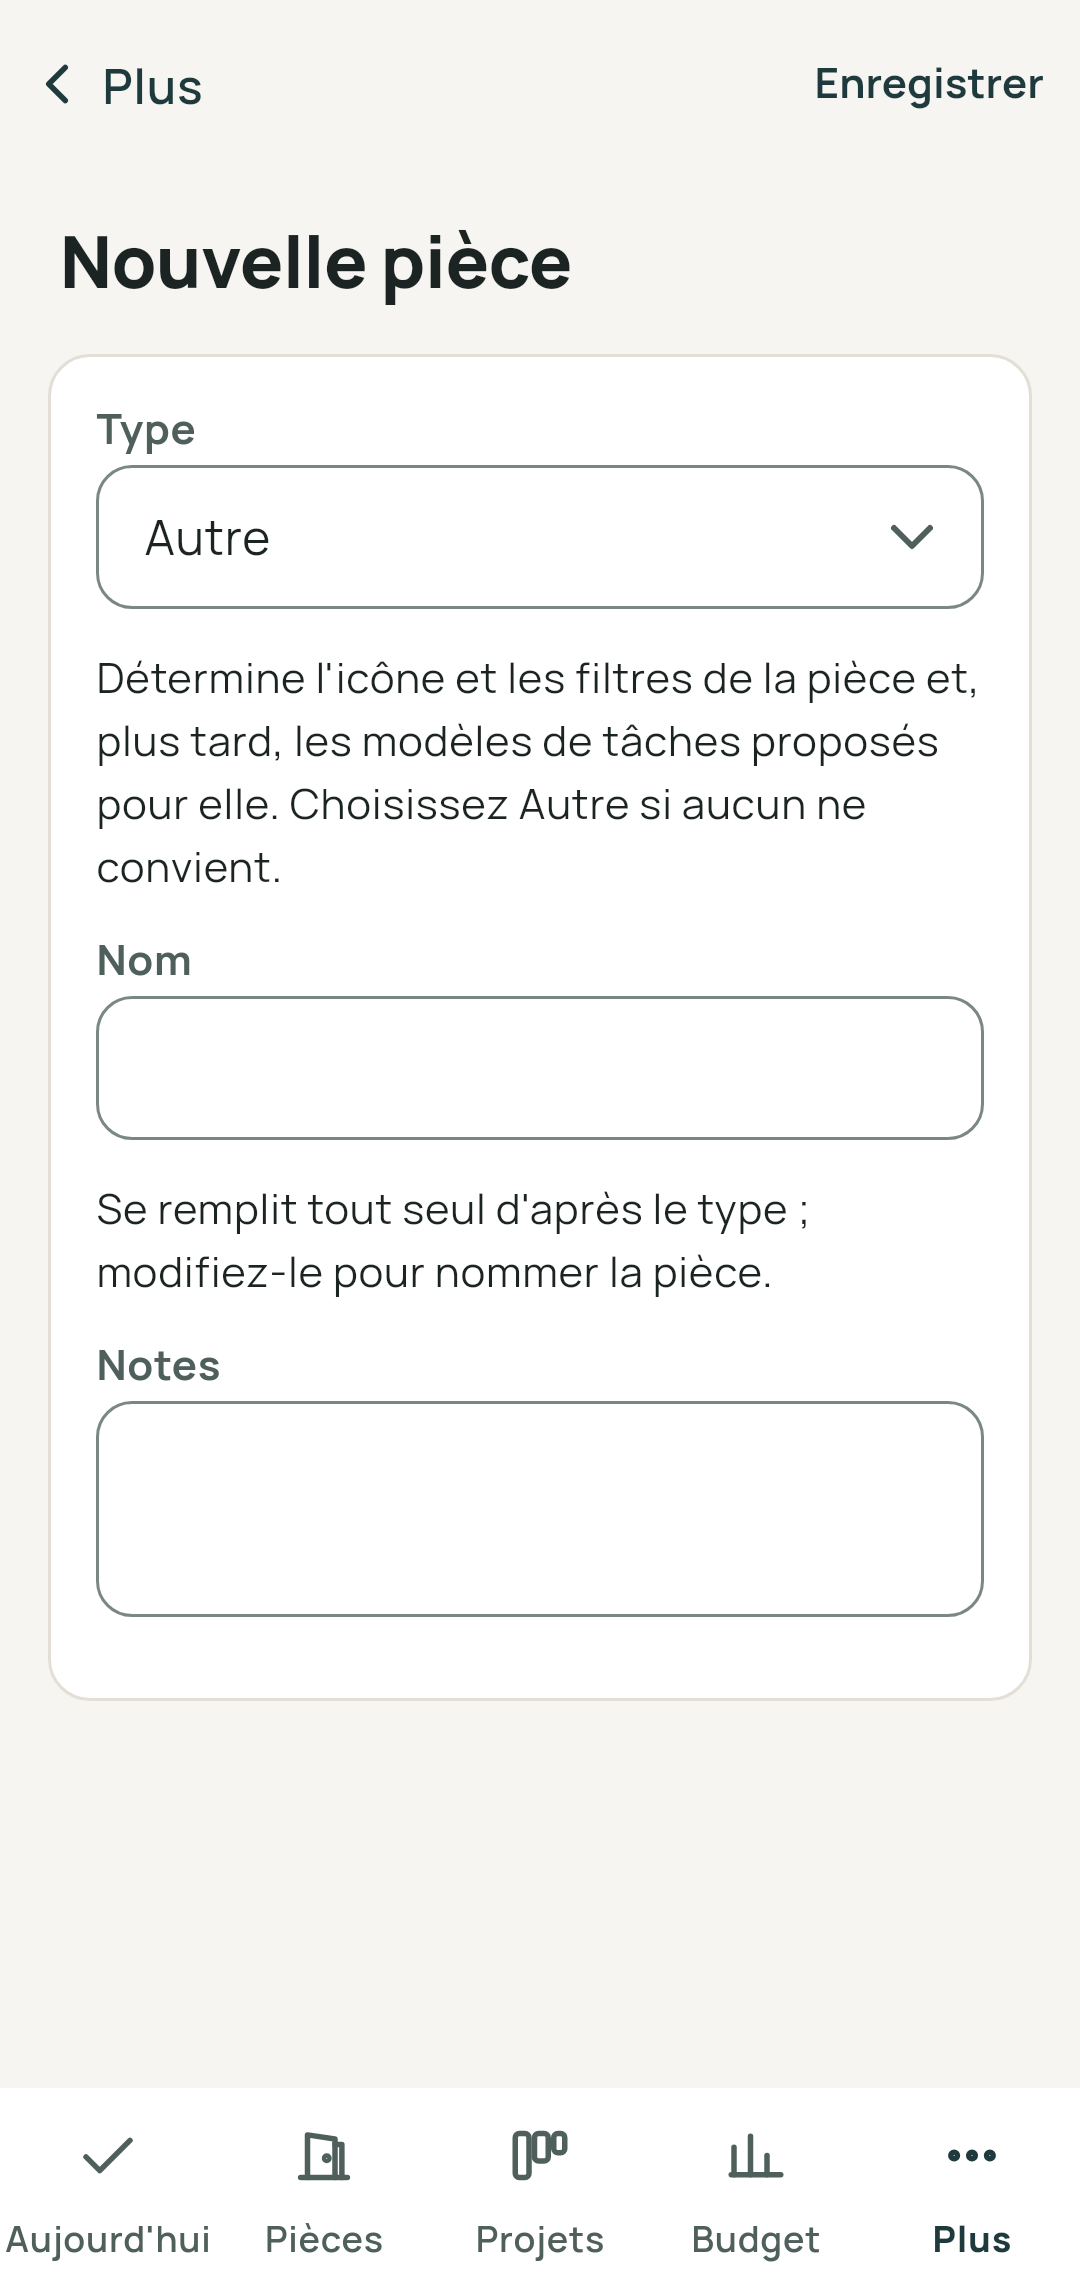 Plus
Enregistrer
Nouvelle pièce
Type
Autre
Détermine l'icône et les filtres de la pièce et,
plus tard, les modèles de tâches proposés
pour elle. Choisissez Autre si aucun ne
convient.
Nom
Se remplit tout seul d'après le type ;
modifiez-le pour nommer la pièce.
Notes
Aujourd'hui
Pièces
Projets
Budget
Plus